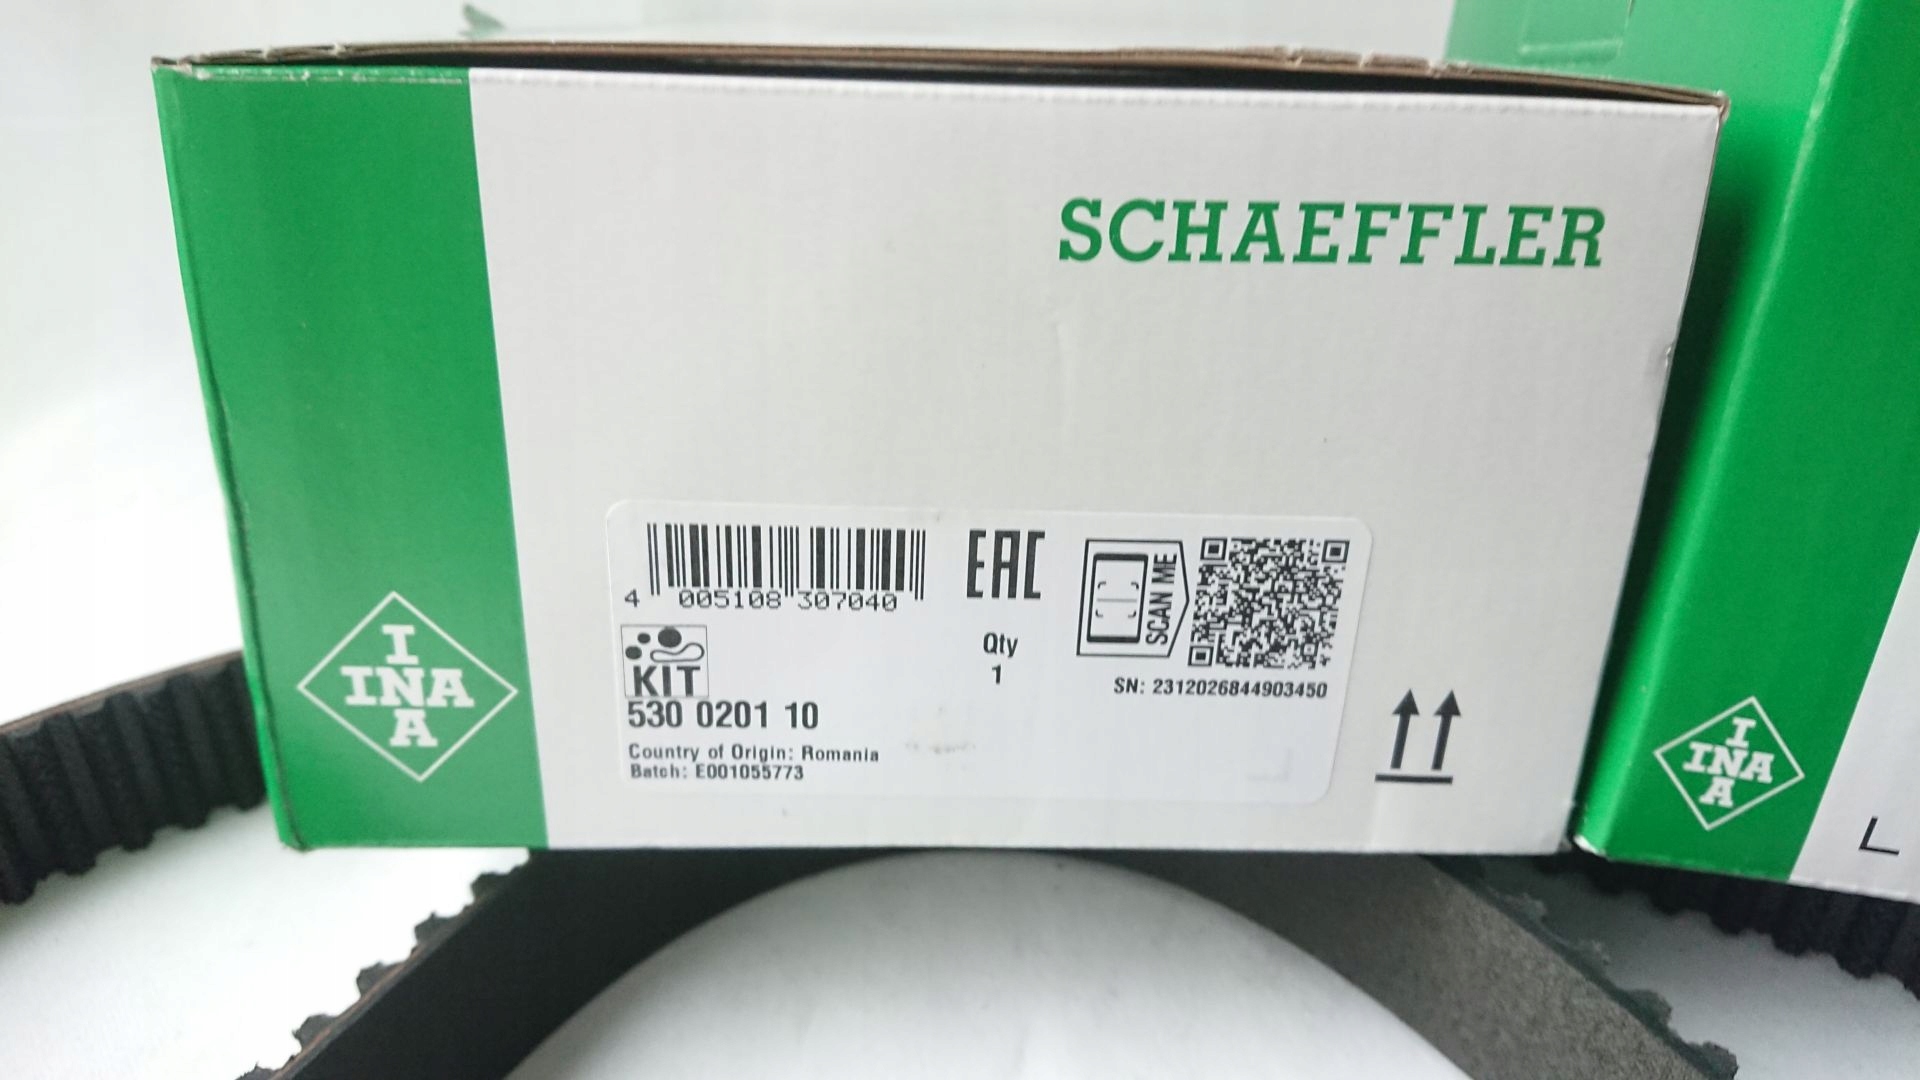 SCHAEFFLER
4 005108 307040
EAC
SCAN ME
KIT
Qty
1
SN: 2312026844903450
530 0201 10
Country of Origin: Romania
Batch: E001055773
I
INA
A
I
INA
A